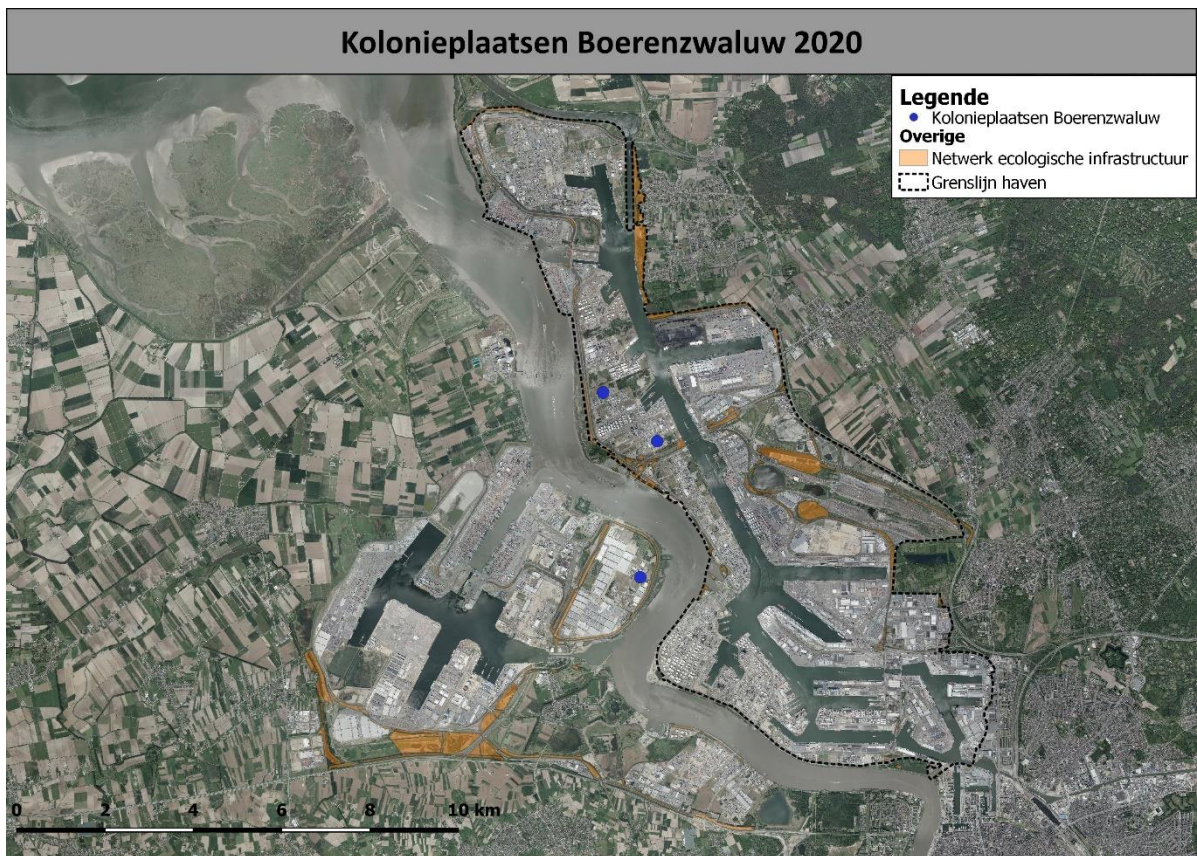 Kolonieplaatsen Boerenzwaluw 2020
Legende
Kolonieplaatsen Boerenzwaluw
Overige
Netwerk ecologische infrastructuur
Grenslijn haven
0 2 4 6 8 10 km